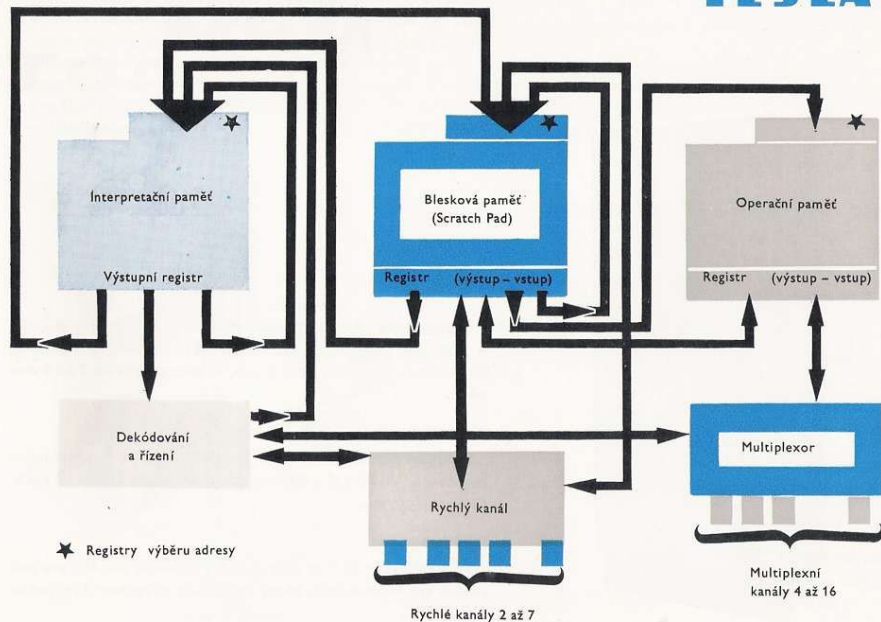 TESLA
Interpretační paměť
Výstupní registr
Blesková paměť
(Scratch Pad)
Registr (výstup – vstup)
Operační paměť
Registr (výstup – vstup)
Dekódování
a řízení
Rychlý kanál
Multiplexor
Registry výběru adresy
Rychlé kanály 2 až 7
Multiplexní
kanály 4 až 16